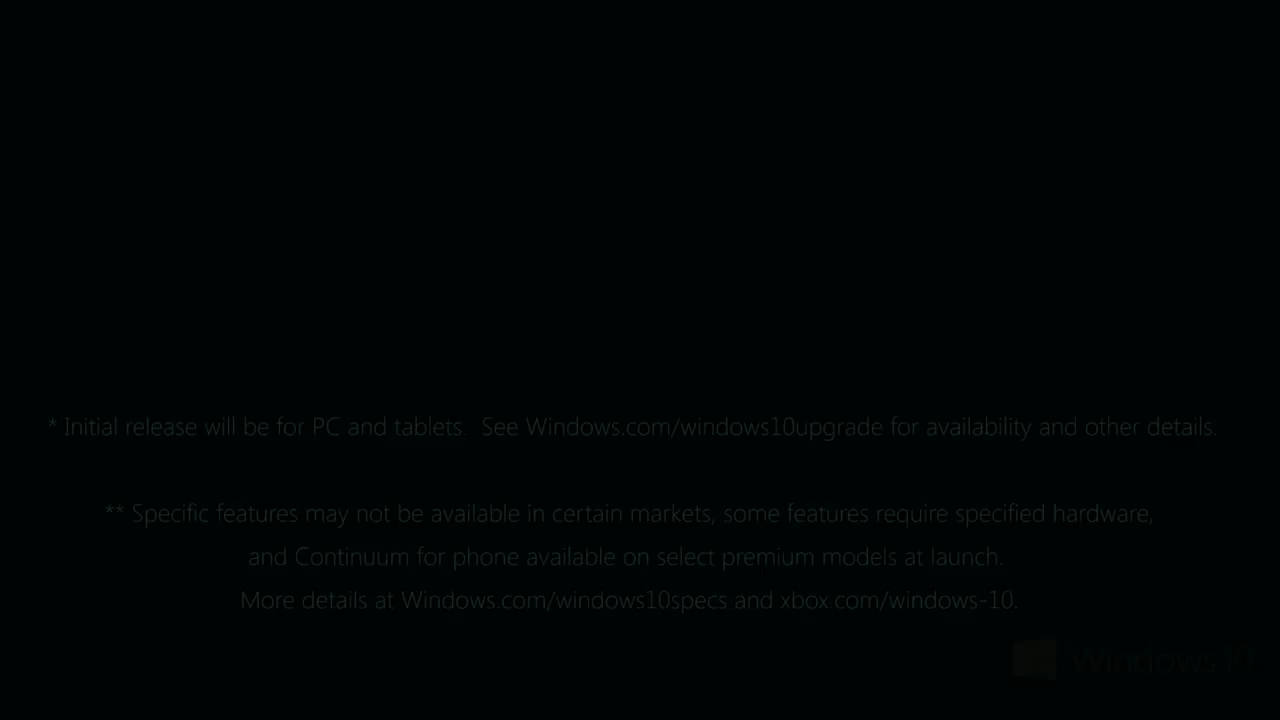 * Initial release will be for PC and tablets.  See Windows.com/windows10upgrade for availability and other details.
** Specific features may not be available in certain markets, some features require specified hardware,
and Continuum for phone available on select premium models at launch.
More details at Windows.com/windows10specs and xbox.com/windows-10.
Windows 10